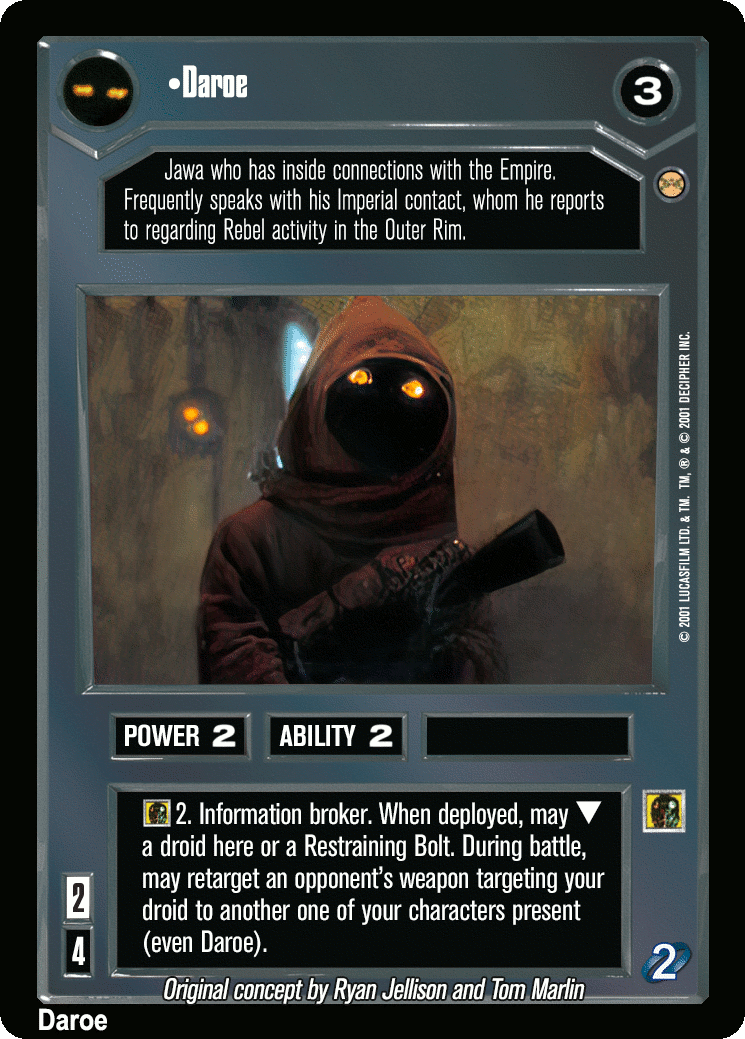 •Daroe
3
Jawa who has inside connections with the Empire.
Frequently speaks with his Imperial contact, whom he reports
to regarding Rebel activity in the Outer Rim.
© 2001 LUCASFILM LTD. & TM. TM, ® & © 2001 DECIPHER INC.
POWER 2
ABILITY 2
2. Information broker. When deployed, may ▼
a droid here or a Restraining Bolt. During battle,
may retarget an opponent's weapon targeting your
droid to another one of your characters present
(even Daroe).
2
4
2
Original concept by Ryan Jellison and Tom Marlin
Daroe